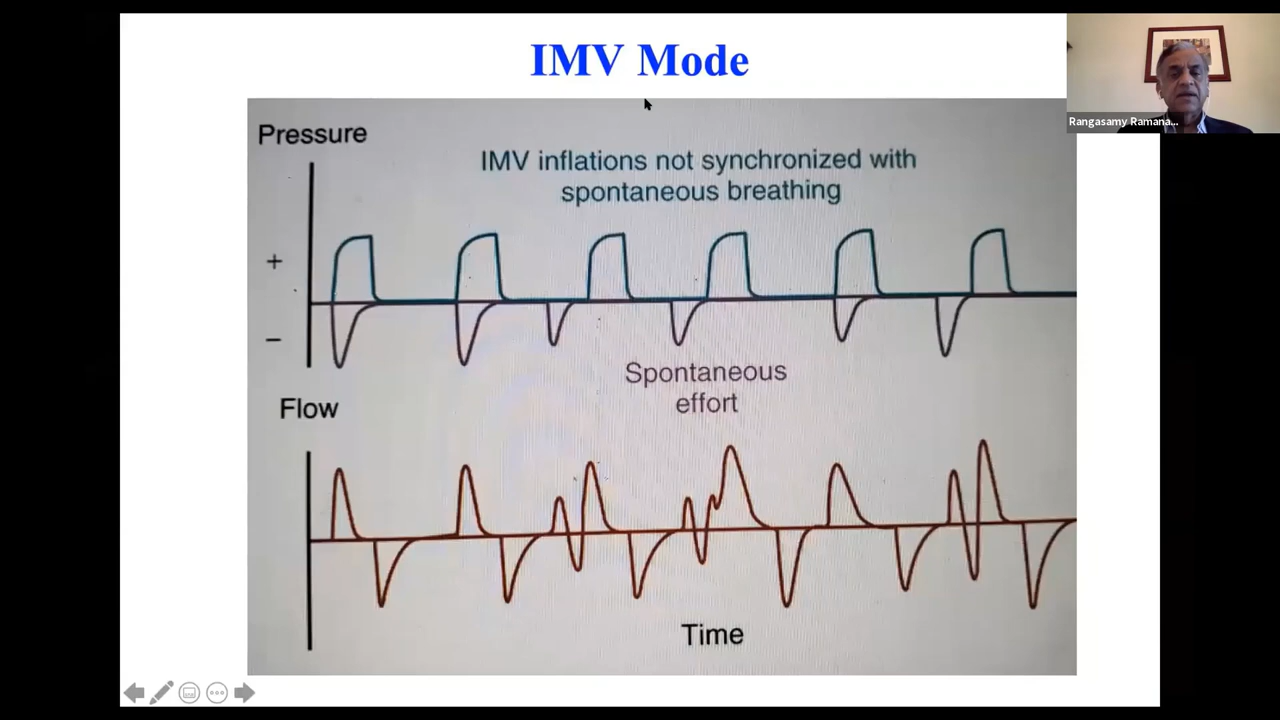 IMV Mode
Rangasamy Ramana...
Pressure
IMV inflations not synchronized with
spontaneous breathing
+
−
Spontaneous
effort
Flow
Time